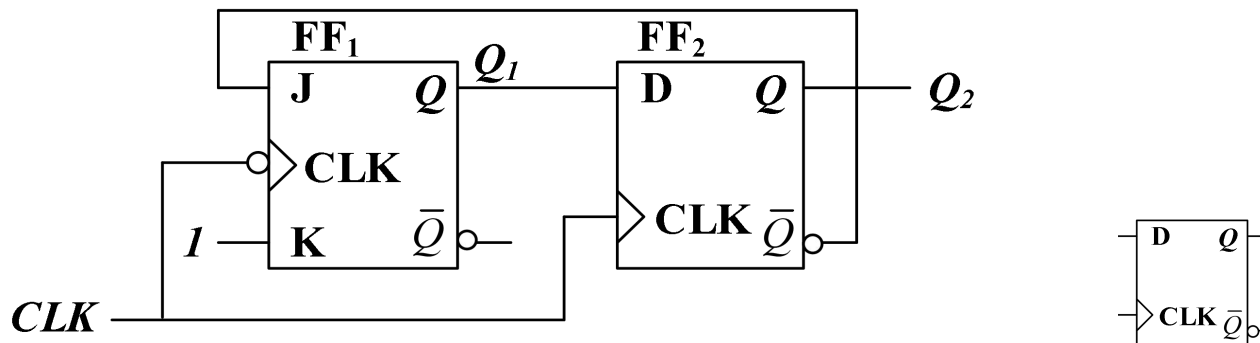 FF₁ FF₂
Q₁
J Q D Q Q₂
CLK
CLK Q̅
1 K Q̅
CLK
D Q
CLK Q̅